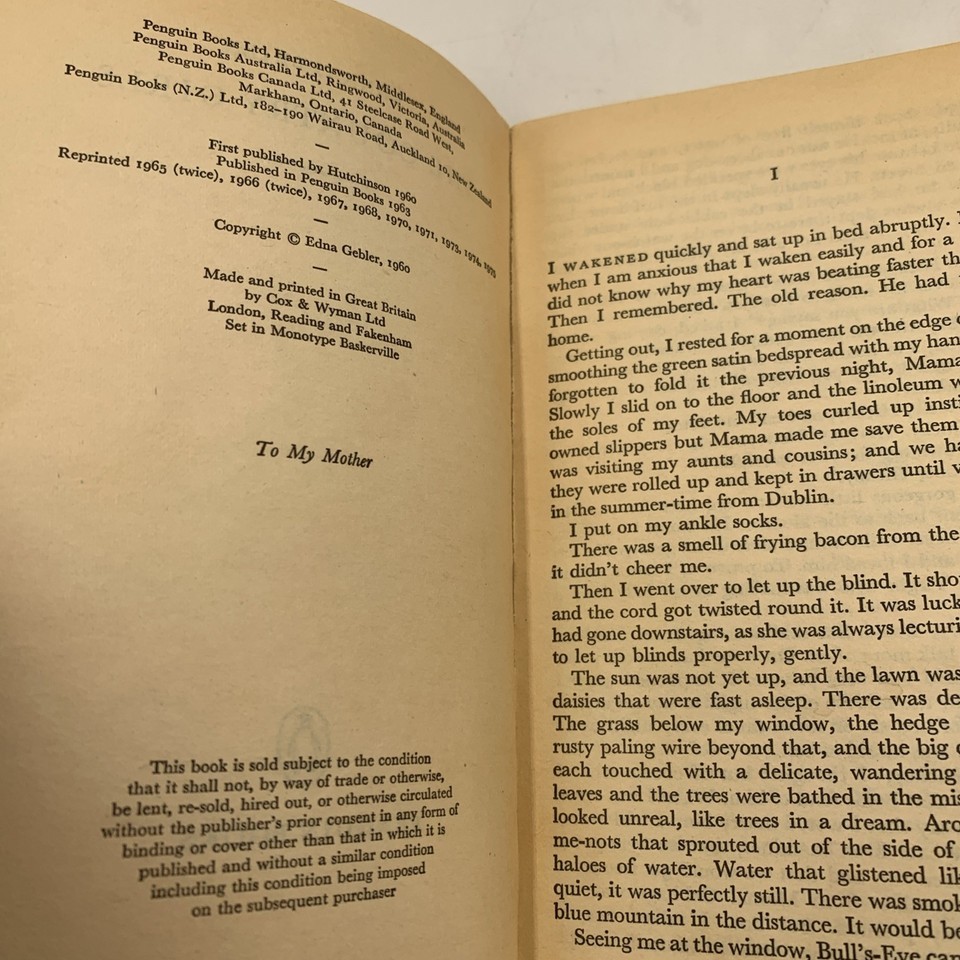 Penguin Books Ltd, Harmondsworth, Middlesex, England
Penguin Books Australia Ltd, Ringwood, Victoria, Australia
Penguin Books Canada Ltd, 41 Steelcase Road West,
Markham, Ontario, Canada
Penguin Books (N.Z.) Ltd, 182–190 Wairau Road, Auckland 10, New Zealand
—
First published by Hutchinson 1960
Published in Penguin Books 1963
Reprinted 1965 (twice), 1966 (twice), 1967, 1968, 1970, 1971, 1973, 1974, 1975
—
Copyright © Edna Gebler, 1960
—
Made and printed in Great Britain
by Cox & Wyman Ltd
London, Reading and Fakenham
Set in Monotype Baskerville
To My Mother
This book is sold subject to the condition
that it shall not, by way of trade or otherwise,
be lent, re-sold, hired out, or otherwise circulated
without the publisher's prior consent in any form of
binding or cover other than that in which it is
published and without a similar condition
including this condition being imposed
on the subsequent purchaser
I
I WAKENED quickly and sat up in bed abruptly.
when I am anxious that I waken easily and for a
did not know why my heart was beating faster th
Then I remembered. The old reason. He had
home.
Getting out, I rested for a moment on the edge
smoothing the green satin bedspread with my han
forgotten to fold it the previous night, Mama
Slowly I slid on to the floor and the linoleum w
the soles of my feet. My toes curled up insti
owned slippers but Mama made me save them
was visiting my aunts and cousins; and we ha
they were rolled up and kept in drawers until v
in the summer-time from Dublin.
I put on my ankle socks.
There was a smell of frying bacon from the
it didn't cheer me.
Then I went over to let up the blind. It sho
and the cord got twisted round it. It was luck
had gone downstairs, as she was always lecturi
to let up blinds properly, gently.
The sun was not yet up, and the lawn was
daisies that were fast asleep. There was de
The grass below my window, the hedge
rusty paling wire beyond that, and the big
each touched with a delicate, wandering
leaves and the trees were bathed in the mis
looked unreal, like trees in a dream. Aro
me-nots that sprouted out of the side of
haloes of water. Water that glistened lik
quiet, it was perfectly still. There was smok
blue mountain in the distance. It would be
Seeing me at the window, Bull's-Eye cam